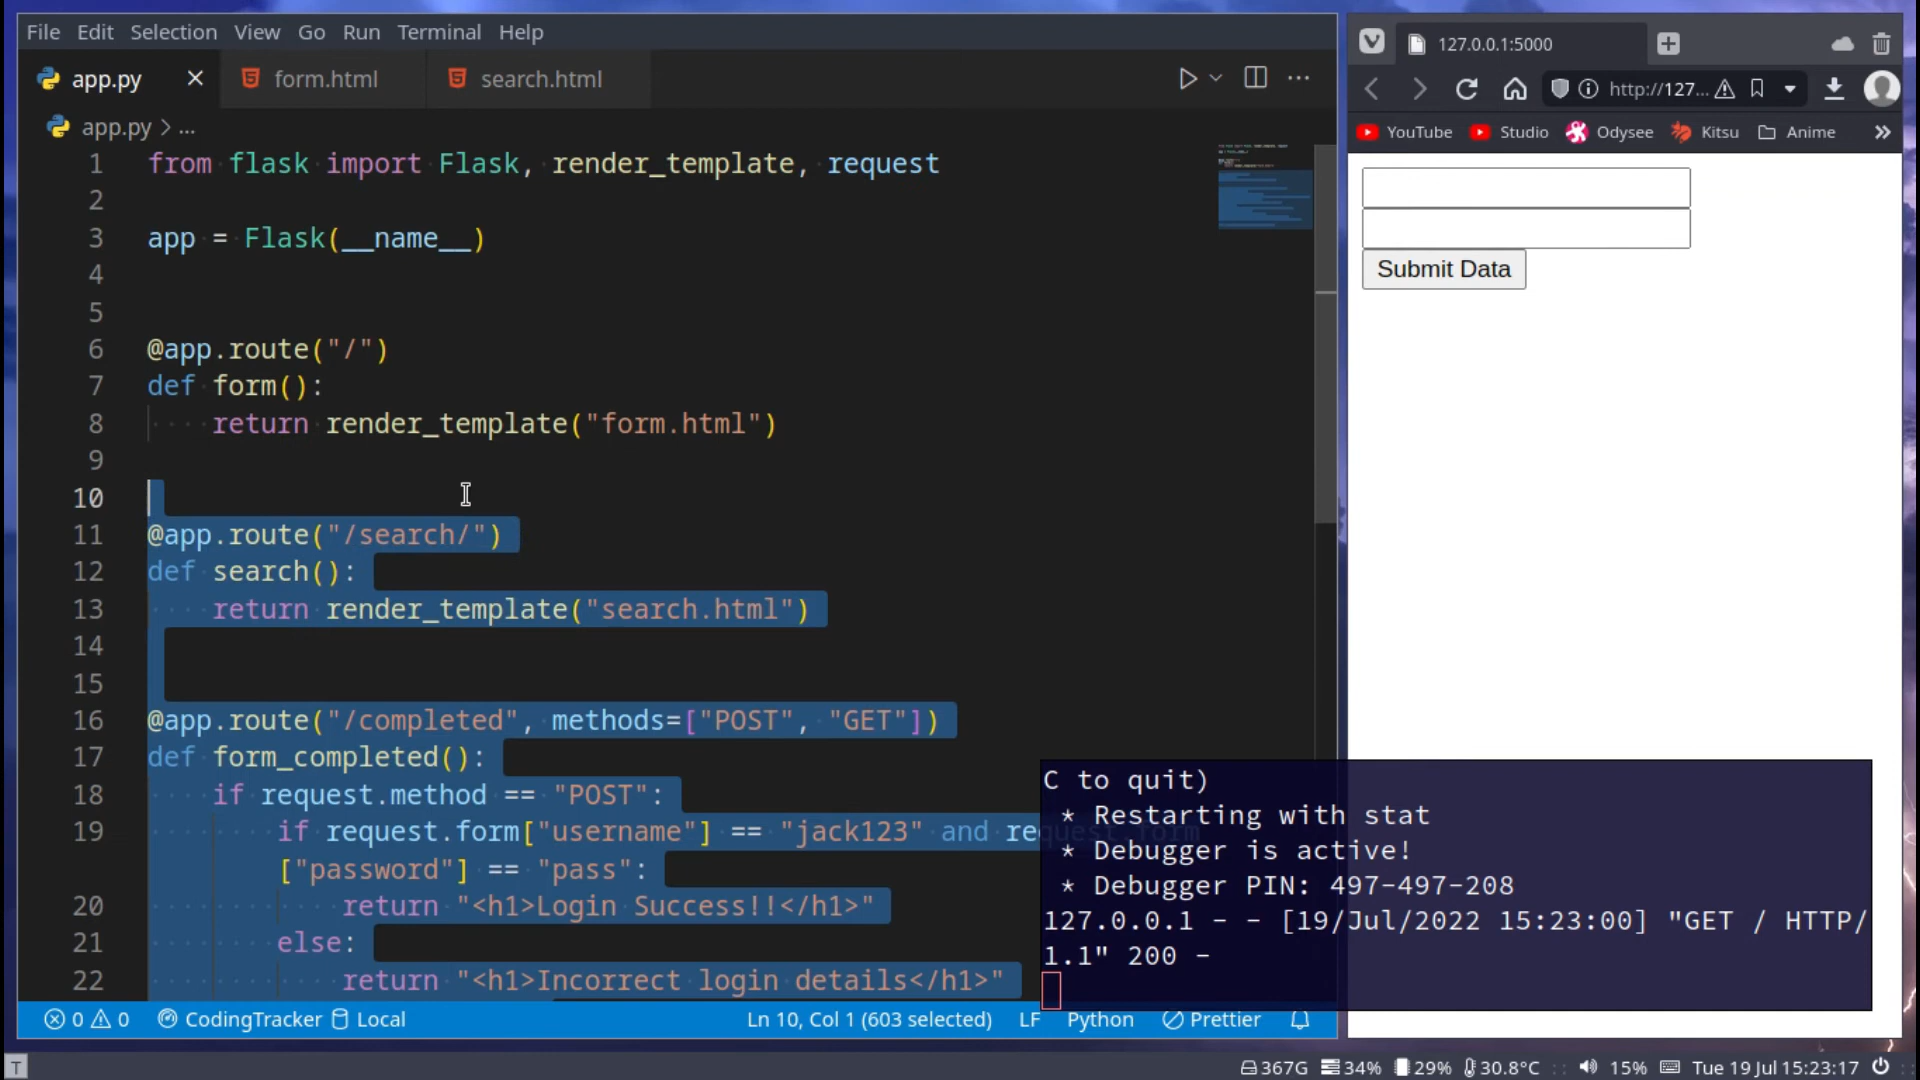 File Edit Selection View Go Run Terminal Help
app.py form.html search.html
app.py > ...
1 from flask import Flask, render_template, request
2
3 app = Flask(__name__)
4
5
6 @app.route("/")
7 def form():
8 return render_template("form.html")
9
10
11 @app.route("/search/")
12 def search():
13 return render_template("search.html")
14
15
16 @app.route("/completed", methods=["POST", "GET"])
17 def form_completed():
18 if request.method == "POST":
19 if request.form["username"] == "jack123" and request.form
["password"] == "pass":
20 return "<h1>Login Success!!</h1>"
21 else:
22 return "<h1>Incorrect login details</h1>"
0 0 CodingTracker Local Ln 10, Col 1 (603 selected) LF Python Prettier
127.0.0.1:5000
http://127...
YouTube Studio Odysee Kitsu Anime
Submit Data
C to quit)
* Restarting with stat
* Debugger is active!
* Debugger PIN: 497-497-208
127.0.0.1 - - [19/Jul/2022 15:23:00] "GET / HTTP/
1.1" 200 -
T 367G 34% 29% 30.8°C 15% Tue 19 Jul 15:23:17